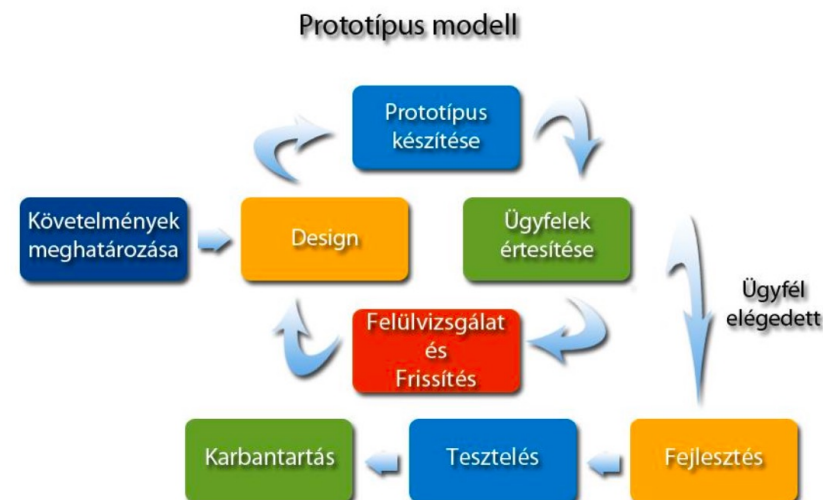 Prototípus modell
Prototípus
készítése
Követelmények
meghatározása
Design
Ügyfelek
értesítése
Ügyfél
elégedett
Felülvizsgálat
és
Frissítés
Karbantartás
Tesztelés
Fejlesztés